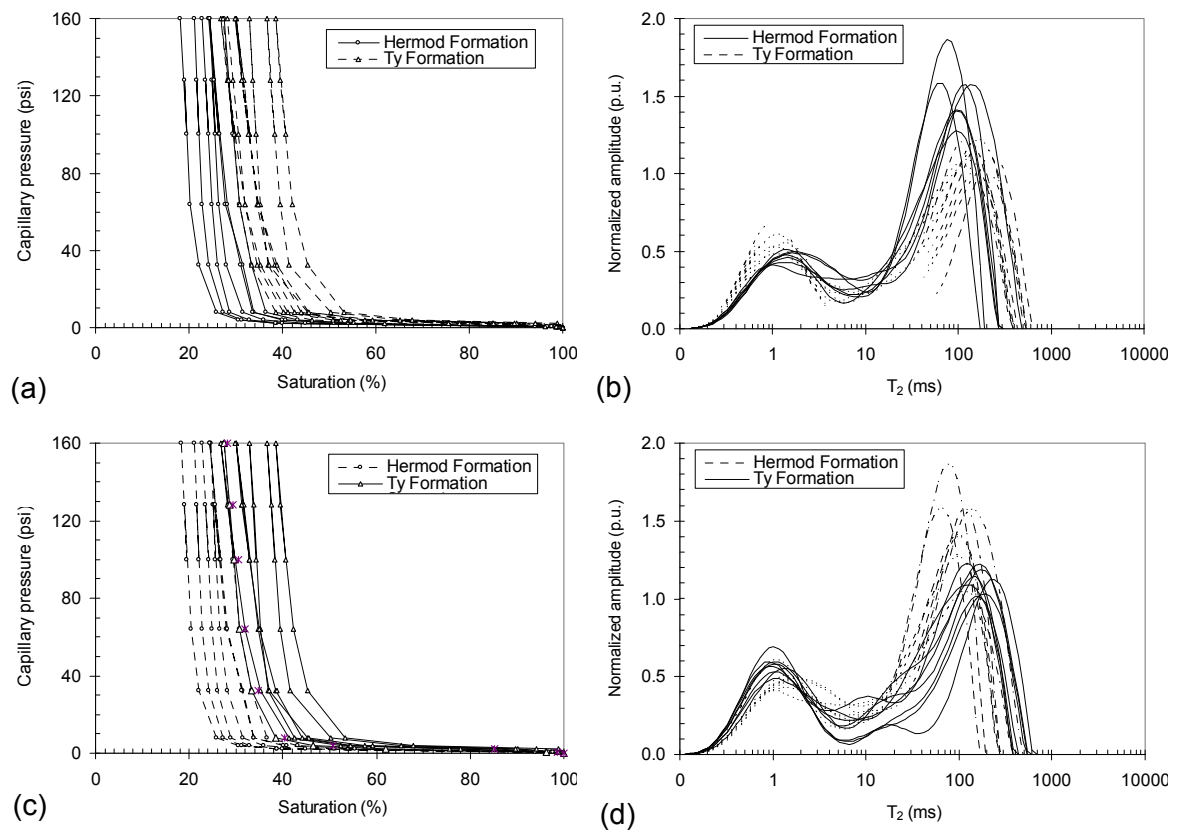 160
120
80
40
0
Capillary pressure (psi)
Hermod Formation
Ty Formation
0 20 40 60 80 100
Saturation (%)
(a)
2.0
1.5
1.0
0.5
0.0
Normalized amplitude (p.u.)
Hermod Formation
Ty Formation
0 1 10 100 1000 10000
T2 (ms)
(b)
160
120
80
40
0
Capillary pressure (psi)
Hermod Formation
Ty Formation
0 20 40 60 80 100
Saturation (%)
(c)
2.0
1.5
1.0
0.5
0.0
Normalized amplitude (p.u.)
Hermod Formation
Ty Formation
0 1 10 100 1000 10000
T2 (ms)
(d)